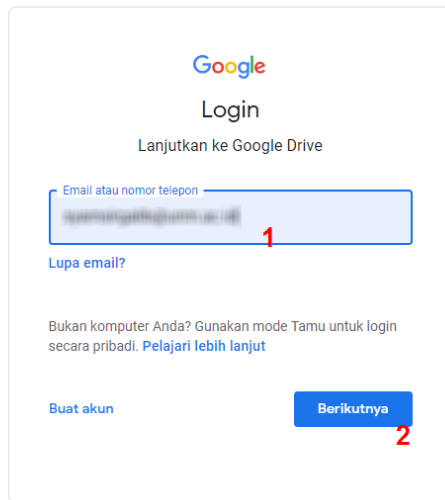 Google
Login
Lanjutkan ke Google Drive
Email atau nomor telepon
1
Lupa email?
Bukan komputer Anda? Gunakan mode Tamu untuk login
secara pribadi. Pelajari lebih lanjut
Buat akun
Berikutnya
2